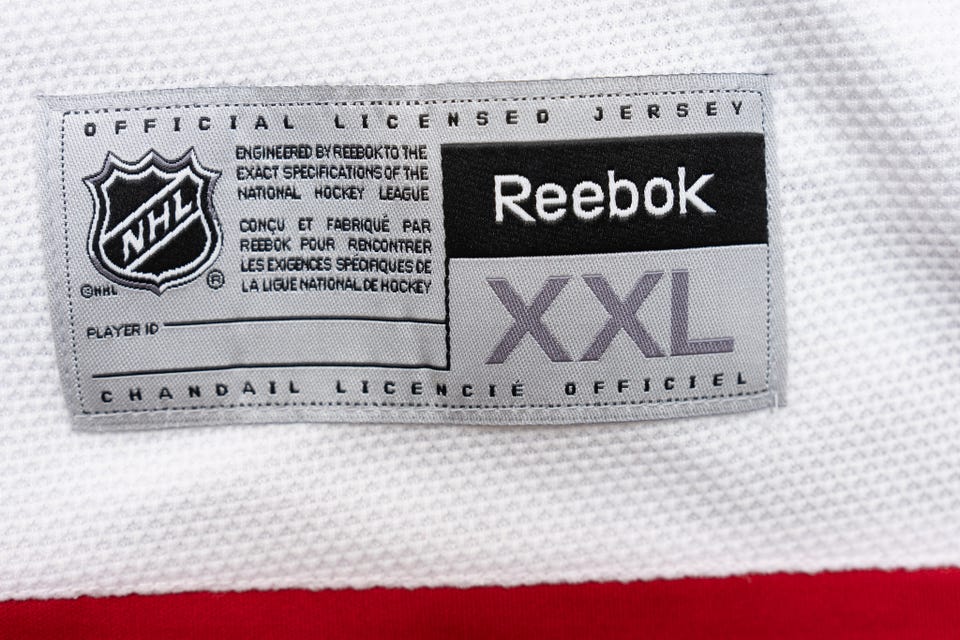 OFFICIAL LICENSED JERSEY
ENGINEERED BY REEBOK TO THE
EXACT SPECIFICATIONS OF THE
NATIONAL HOCKEY LEAGUE
CONÇU ET FABRIQUÉ PAR
REEBOK POUR RENCONTRER
LES EXIGENCES SPÉCIFIQUES DE
LA LIGUE NATIONAL DE HOCKEY
NHL
©NHL ®
PLAYER ID
Reebok
XXL
CHANDAIL LICENCIÉ OFFICIEL